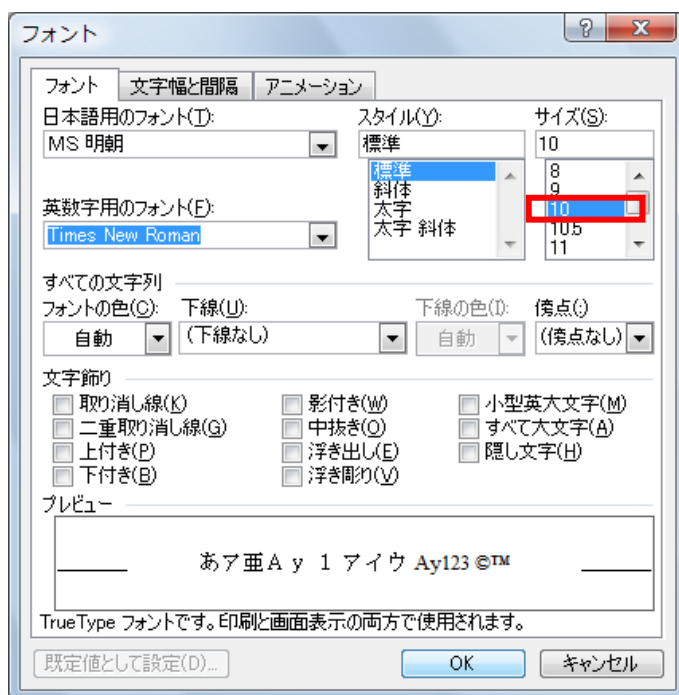 フォント
フォント 文字幅と間隔 アニメーション
日本語用のフォント(T): スタイル(Y): サイズ(S):
MS 明朝 標準 10
標準 8
斜体 9
英数字用のフォント(F): 太字 10
Times New Roman 太字 斜体 10.5
11
すべての文字列
フォントの色(C): 下線(U): 下線の色(I): 傍点(:)
自動 (下線なし) 自動 (傍点なし)
文字飾り
取り消し線(K) 影付き(W) 小型英大文字(M)
二重取り消し線(G) 中抜き(O) すべて大文字(A)
上付き(P) 浮き出し(E) 隠し文字(H)
下付き(B) 浮き彫り(V)
プレビュー
あア亜Ay 1 アイウ Ay123 ©™
TrueType フォントです。印刷と画面表示の両方で使用されます。
既定値として設定(D)... OK キャンセル